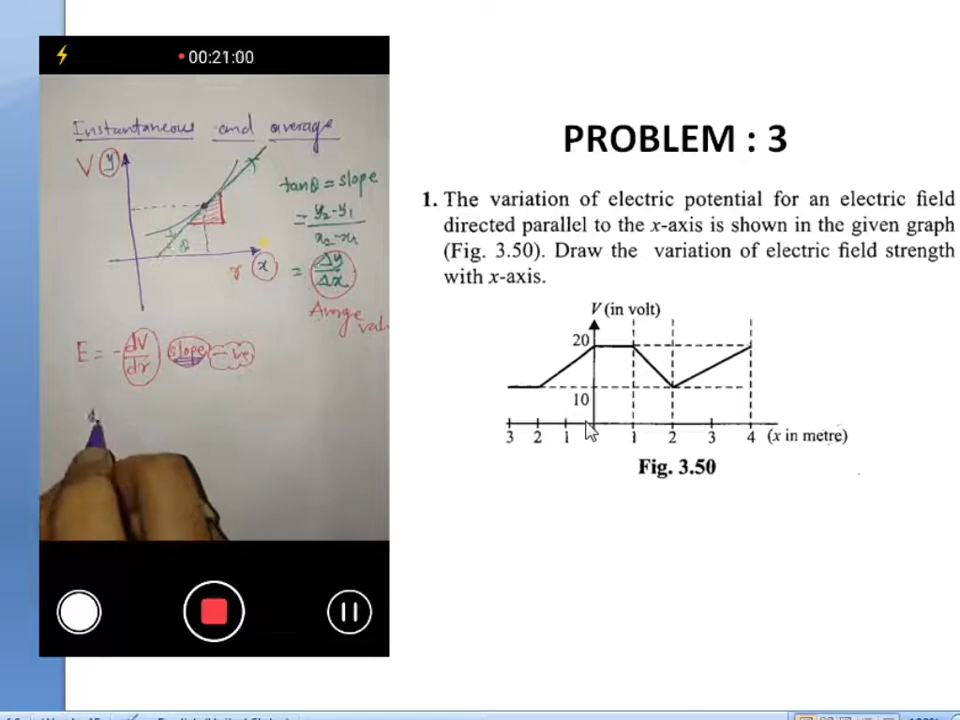 00:21:00
Instantaneous and average
V y
tanθ = slope
= y₂-y₁
x₂-x₁
θ
r x
= Δy
Δx
Avrge
E = - dV slope = -ve
dr
PROBLEM : 3
1. The variation of electric potential for an electric field
directed parallel to the x-axis is shown in the given graph
(Fig. 3.50). Draw the variation of electric field strength
with x-axis.
V (in volt)
20
10
3 2 1 1 2 3 4 (x in metre)
Fig. 3.50